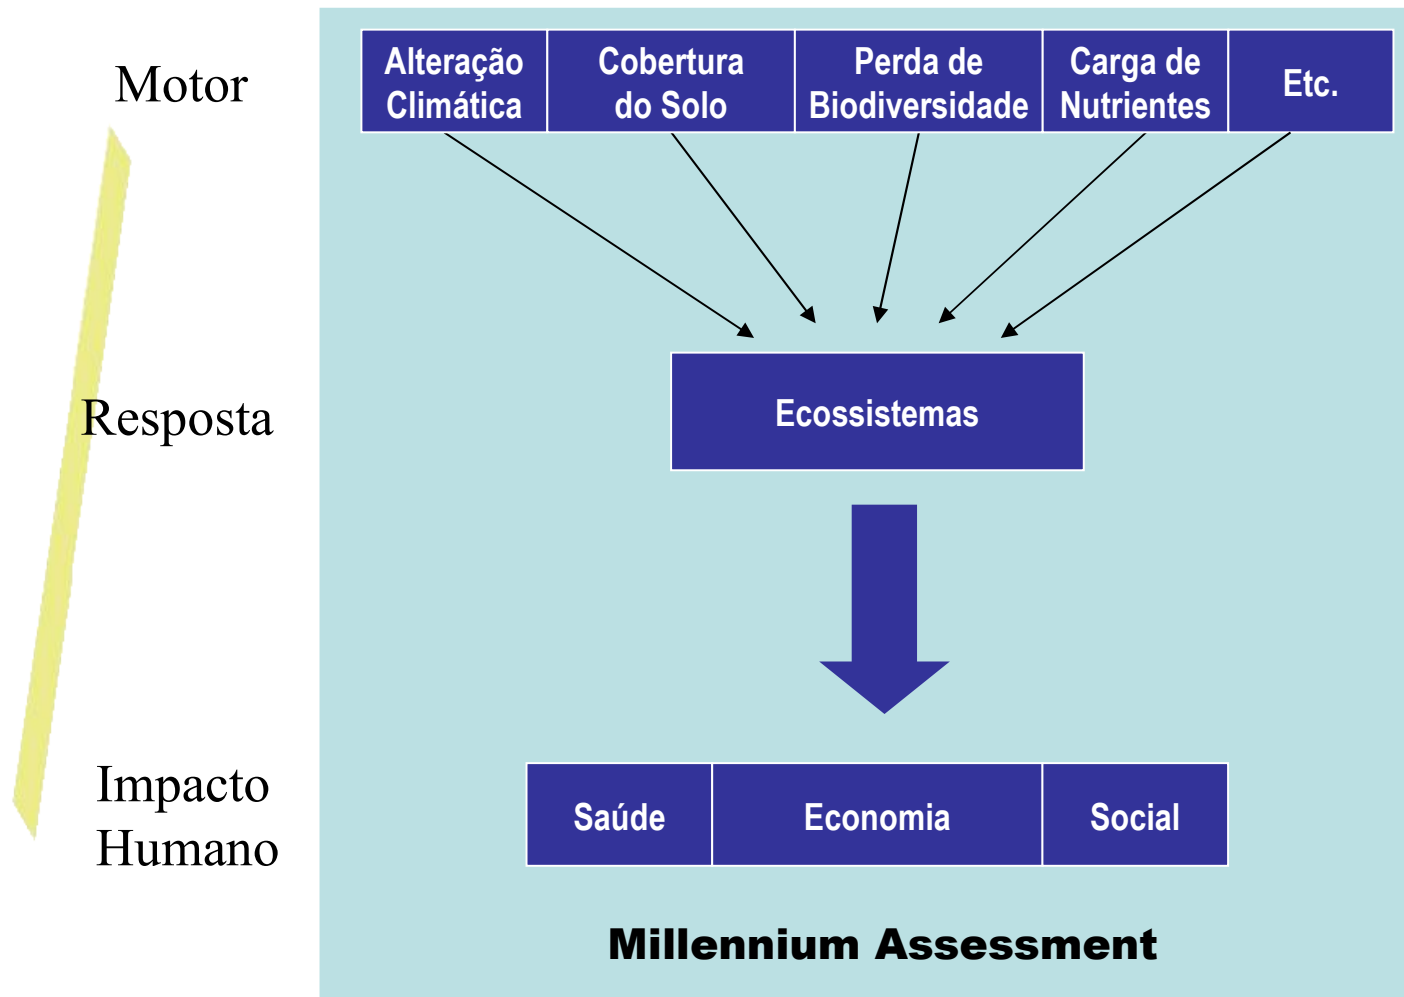 Motor
Alteração
Climática
Cobertura
do Solo
Perda de
Biodiversidade
Carga de
Nutrientes
Etc.
Resposta
Ecossistemas
Impacto
Humano
Saúde
Economia
Social
Millennium Assessment